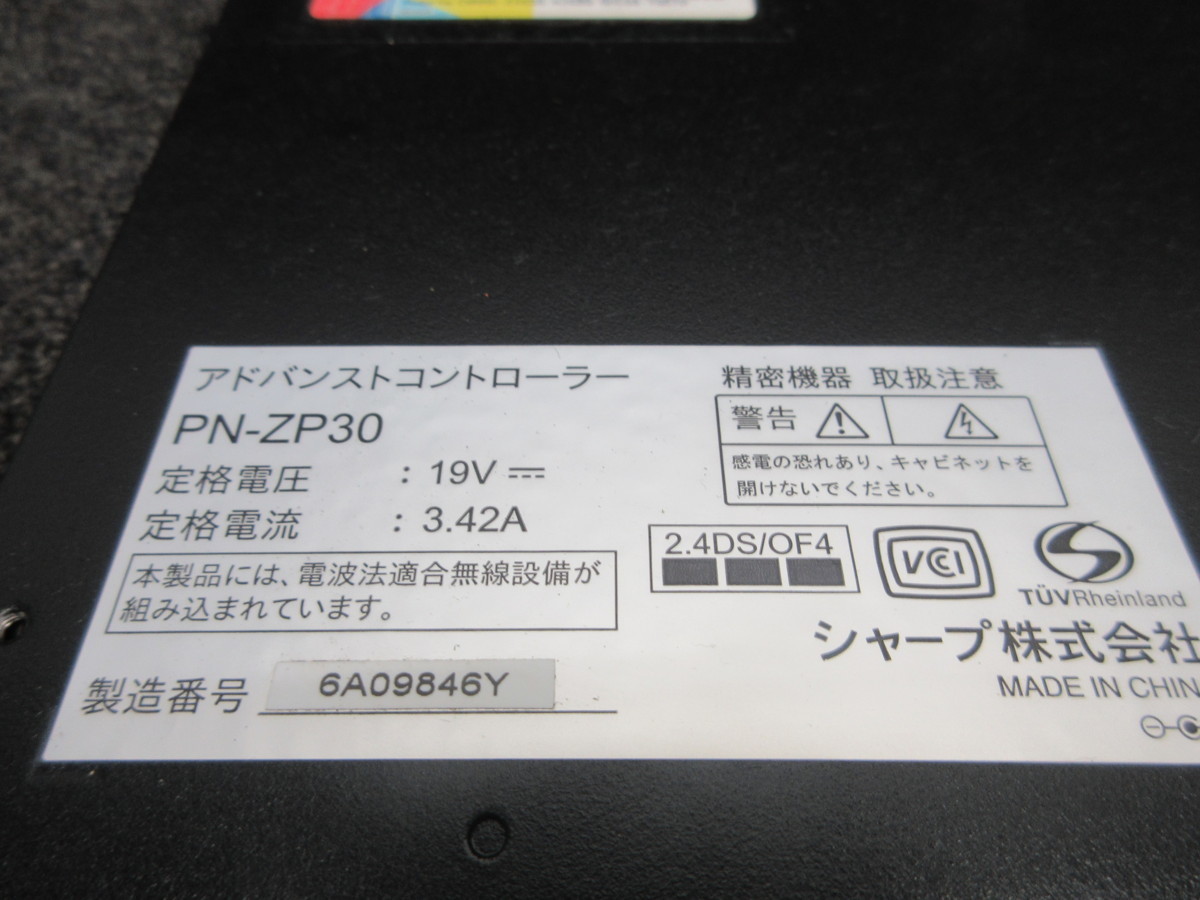 アドバンストコントローラー
PN-ZP30
定格電圧 : 19V
定格電流 : 3.42A
本製品には、電波法適合無線設備が
組み込まれています。
製造番号 6A09846Y
精密機器 取扱注意
警告
感電の恐れあり、キャビネットを
開けないでください。
2.4DS/OF4
VCCI
TÜVRheinland
シャープ株式会社
MADE IN CHIN